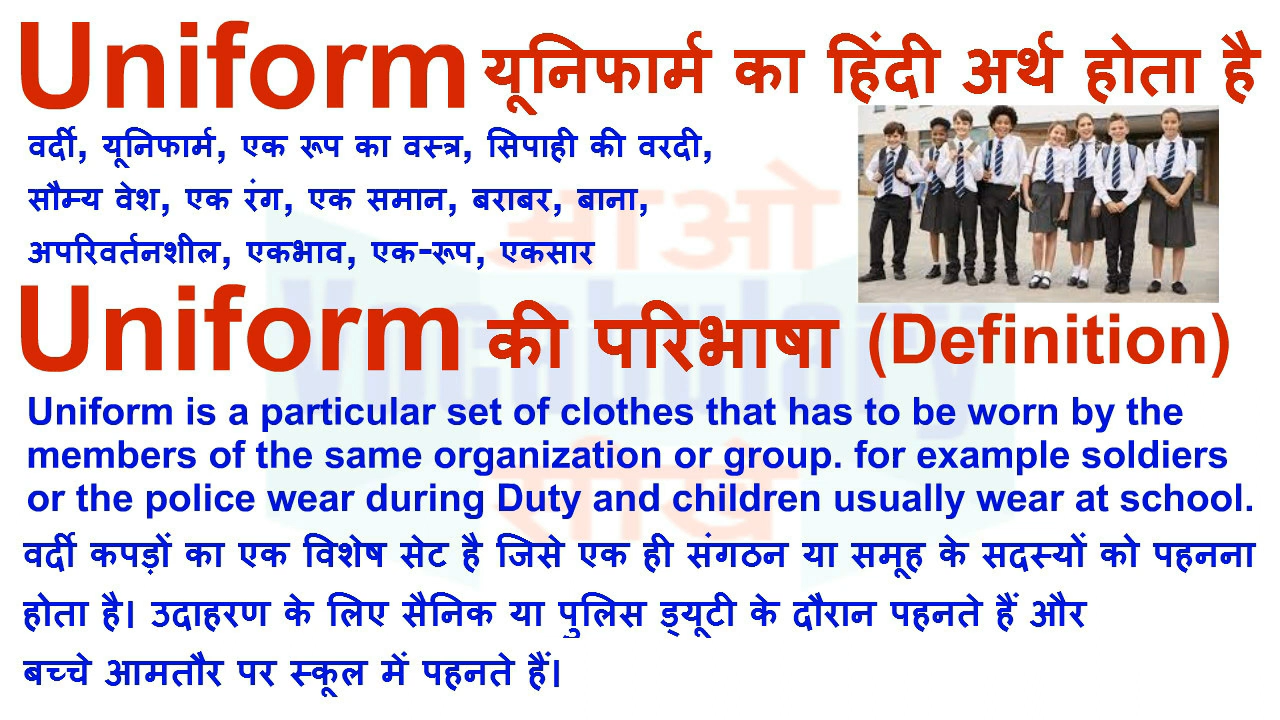 Uniform यूनिफार्म का हिंदी अर्थ होता है
वर्दी, यूनिफार्म, एक रूप का वस्त्र, सिपाही की वरदी,
सौम्य वेश, एक रंग, एक समान, बराबर, बाना,
अपरिवर्तनशील, एकभाव, एक-रूप, एकसार
आओ
Vocabulary
सीखे
Uniform की परिभाषा (Definition)
Uniform is a particular set of clothes that has to be worn by the
members of the same organization or group. for example soldiers
or the police wear during Duty and children usually wear at school.
वर्दी कपड़ों का एक विशेष सेट है जिसे एक ही संगठन या समूह के सदस्यों को पहनना
होता है। उदाहरण के लिए सैनिक या पुलिस ड्यूटी के दौरान पहनते हैं और
बच्चे आमतौर पर स्कूल में पहनते हैं।